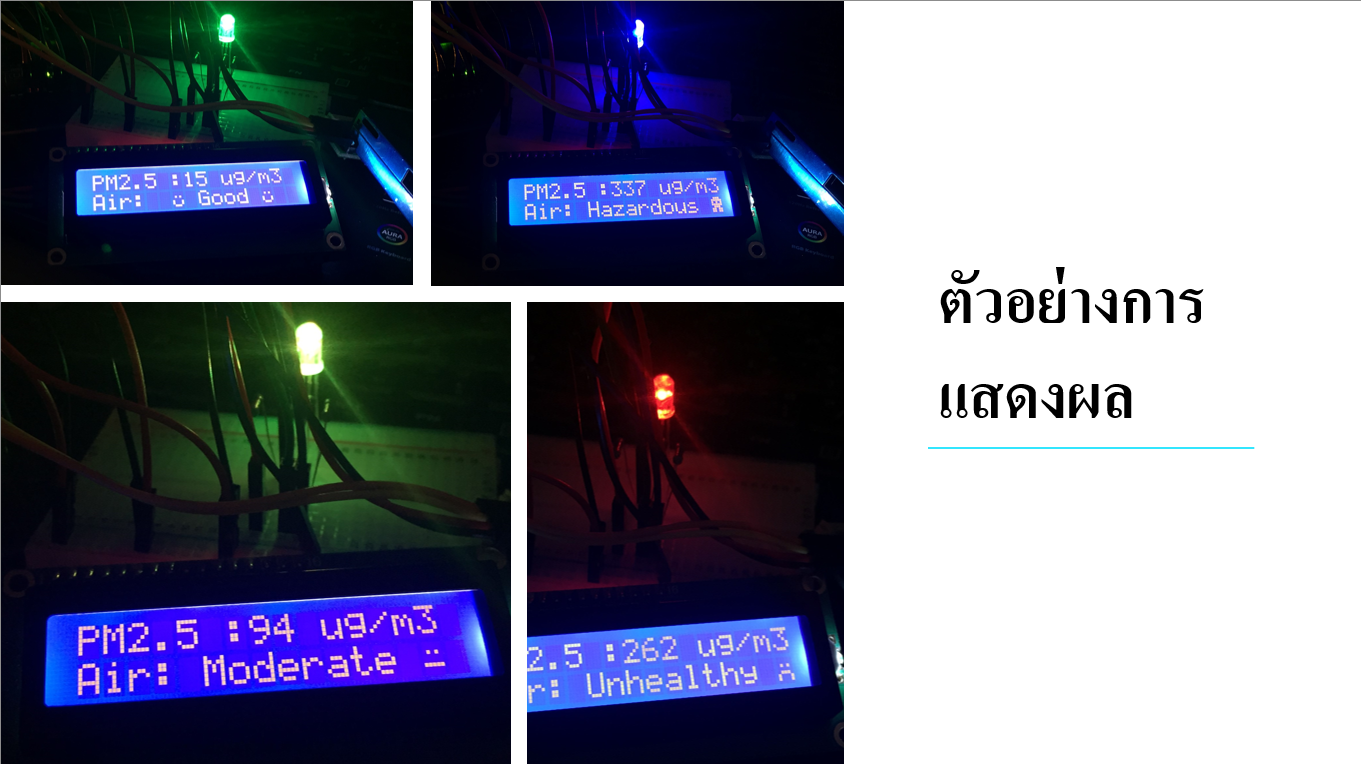 PM2.5 :15 ug/m3
Air: Good
AURA
PM2.5 :337 ug/m3
Air: Hazardous
AURA
PM2.5 :94 ug/m3
Air: Moderate
2.5 :262 ug/m3
r: Unhealthy
ตัวอย่างการ
แสดงผล